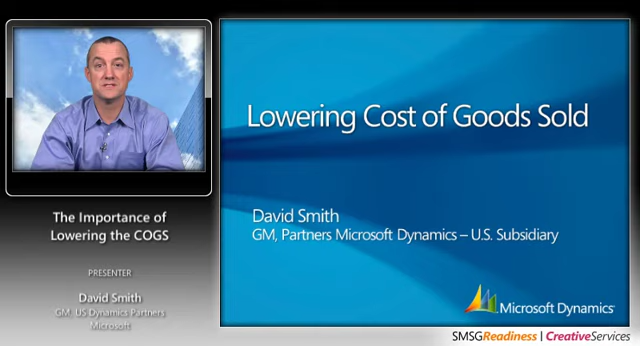 Lowering Cost of Goods Sold
David Smith
GM, Partners Microsoft Dynamics – U.S. Subsidiary
Microsoft Dynamics
The Importance of
Lowering the COGS
PRESENTER
David Smith
GM, US Dynamics Partners
Microsoft
SMSGReadiness | CreativeServices